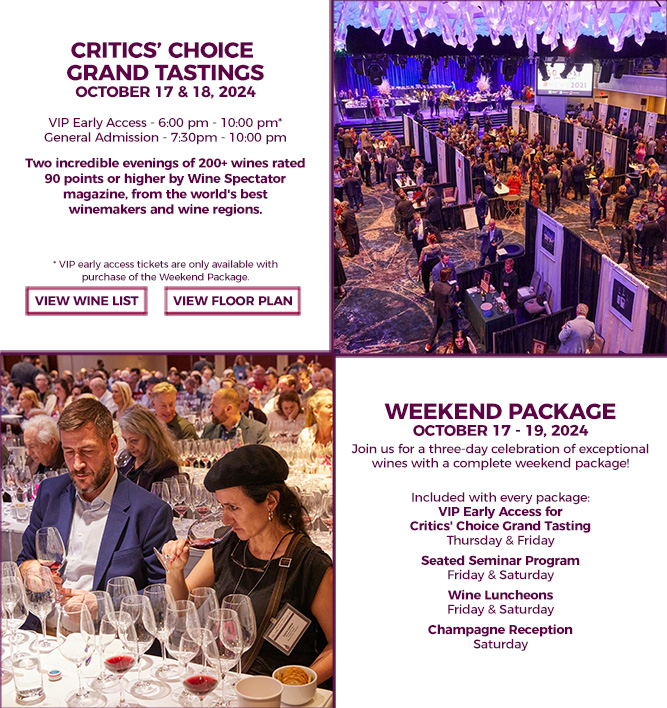 CRITICS' CHOICE
GRAND TASTINGS
OCTOBER 17 & 18, 2024
VIP Early Access - 6:00 pm - 10:00 pm*
General Admission - 7:30pm - 10:00 pm
Two incredible evenings of 200+ wines rated
90 points or higher by Wine Spectator
magazine, from the world's best
winemakers and wine regions.
* VIP early access tickets are only available with
purchase of the Weekend Package.
VIEW WINE LIST
VIEW FLOOR PLAN
WEEKEND PACKAGE
OCTOBER 17 - 19, 2024
Join us for a three-day celebration of exceptional
wines with a complete weekend package!
Included with every package:
VIP Early Access for
Critics' Choice Grand Tasting
Thursday & Friday
Seated Seminar Program
Friday & Saturday
Wine Luncheons
Friday & Saturday
Champagne Reception
Saturday